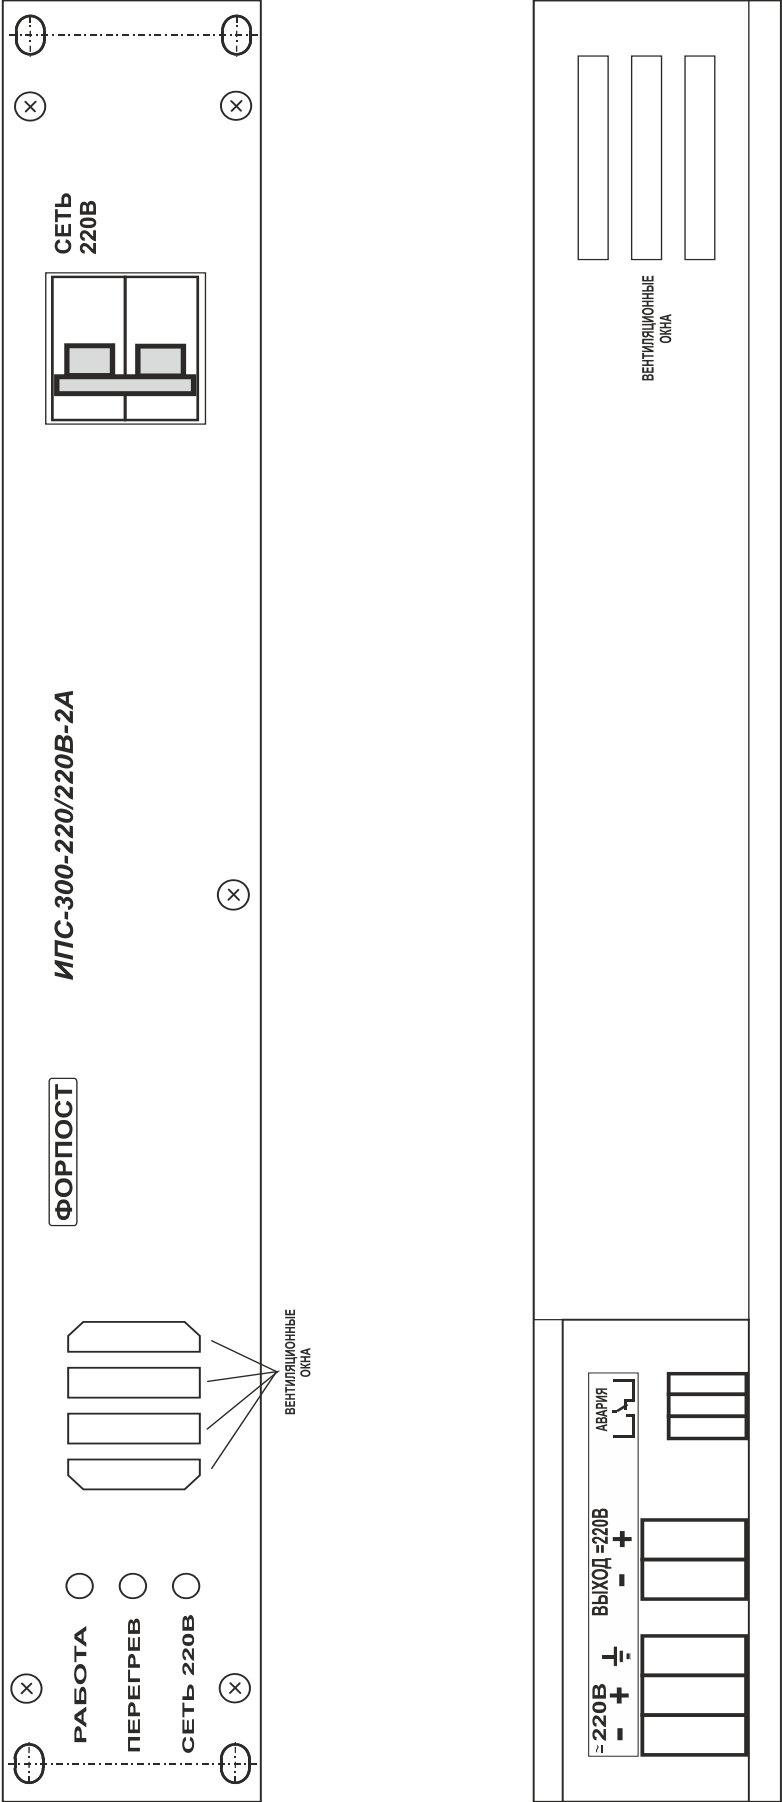 СЕТЬ
220В
ИПС-300-220/220В-2А
ФОРПОСТ
ВЕНТИЛЯЦИОННЫЕ
ОКНА
РАБОТА
ПЕРЕГРЕВ
СЕТЬ 220В
ВЕНТИЛЯЦИОННЫЕ
ОКНА
АВАРИЯ
ВЫХОД =220В
- +
≈ 220В
- +